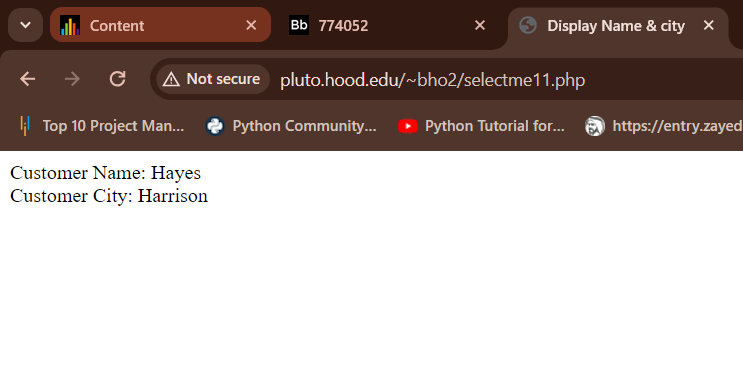 Content
Bb 774052
Display Name & city
Not secure pluto.hood.edu/~bho2/selectme11.php
Top 10 Project Man... Python Community... Python Tutorial for... https://entry.zayed
Customer Name: Hayes
Customer City: Harrison